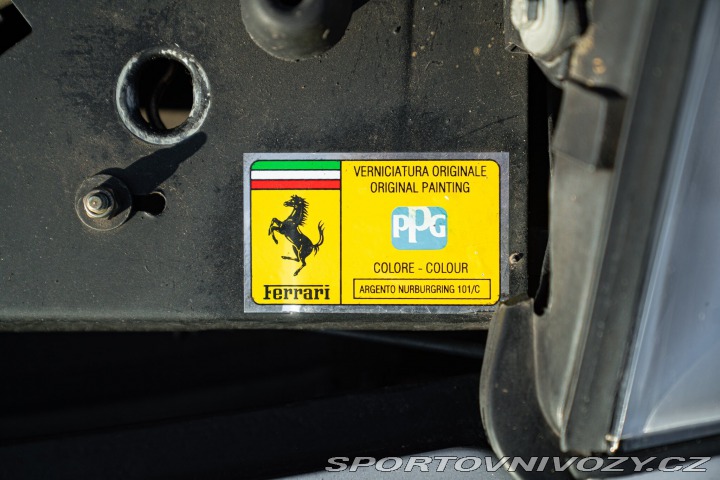 VERNICIATURA ORIGINALE
ORIGINAL PAINTING
PPG
COLORE - COLOUR
ARGENTO NURBURGRING 101/C
Ferrari
SPORTOVNIVOZY.CZ